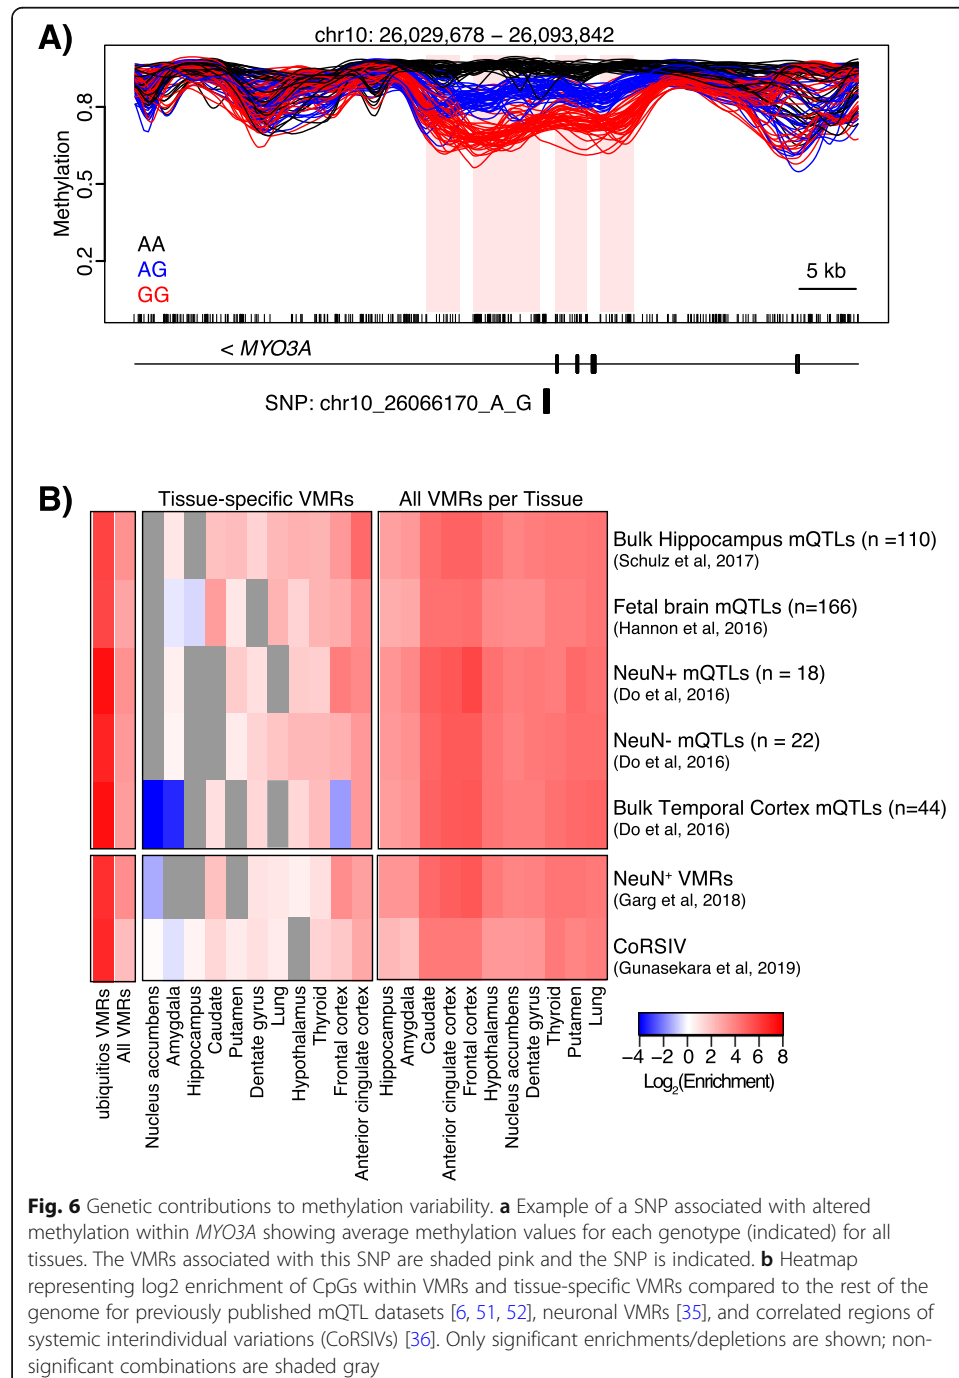 A)
chr10: 26,029,678 – 26,093,842
Methylation
0.8
0.5
0.2
AA
AG
GG
5 kb
< MYO3A
SNP: chr10_26066170_A_G
B)
Tissue-specific VMRs
All VMRs per Tissue
Bulk Hippocampus mQTLs (n =110)
(Schulz et al, 2017)
Fetal brain mQTLs (n=166)
(Hannon et al, 2016)
NeuN+ mQTLs (n = 18)
(Do et al, 2016)
NeuN- mQTLs (n = 22)
(Do et al, 2016)
Bulk Temporal Cortex mQTLs (n=44)
(Do et al, 2016)
NeuN⁺ VMRs
(Garg et al, 2018)
CoRSIV
(Gunasekara et al, 2019)
ubiquitios VMRs
All VMRs
Nucleus accumbens
Amygdala
Hippocampus
Caudate
Putamen
Dentate gyrus
Lung
Hypothalamus
Thyroid
Frontal cortex
Anterior cingulate cortex
Hippocampus
Amygdala
Caudate
Anterior cingulate cortex
Frontal cortex
Hypothalamus
Nucleus accumbens
Dentate gyrus
Thyroid
Putamen
Lung
−4 −2 0 2 4 6 8
Log₂(Enrichment)
Fig. 6 Genetic contributions to methylation variability. a Example of a SNP associated with altered
methylation within MYO3A showing average methylation values for each genotype (indicated) for all
tissues. The VMRs associated with this SNP are shaded pink and the SNP is indicated. b Heatmap
representing log2 enrichment of CpGs within VMRs and tissue-specific VMRs compared to the rest of the
genome for previously published mQTL datasets [6, 51, 52], neuronal VMRs [35], and correlated regions of
systemic interindividual variations (CoRSIVs) [36]. Only significant enrichments/depletions are shown; non-
significant combinations are shaded gray